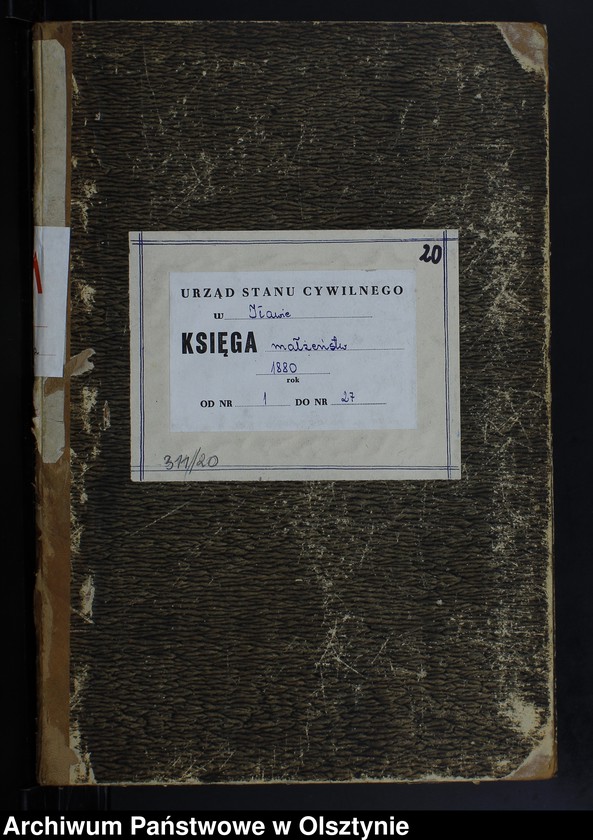 20
URZĄD STANU CYWILNEGO
w Iławie
KSIĘGA małżeństw
1880
rok
OD NR 1 DO NR 27
311/20
Archiwum Państwowe w Olsztynie